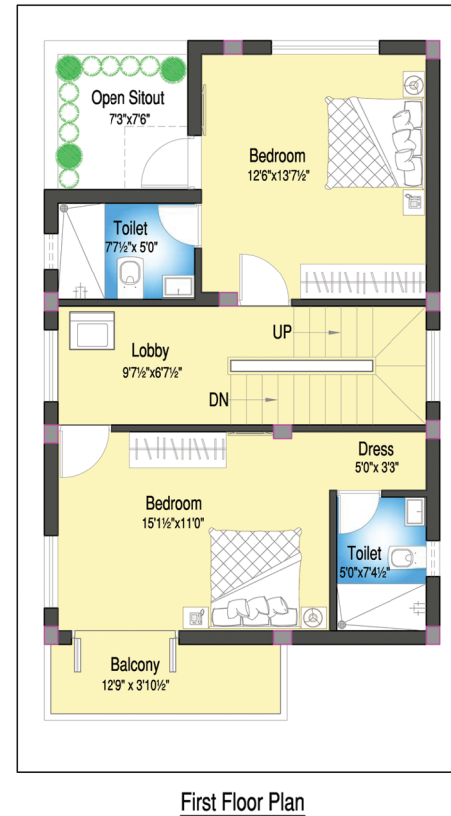 Open Sitout
7'3"x7'6"
Bedroom
12'6"x13'7½"
Toilet
7'7½"x 5'0"
UP
Lobby
9'7½"x6'7½"
DN
Dress
5'0"x 3'3"
Bedroom
15'1½"x11'0"
Toilet
5'0"x7'4½"
Balcony
12'9" x 3'10½"
First Floor Plan